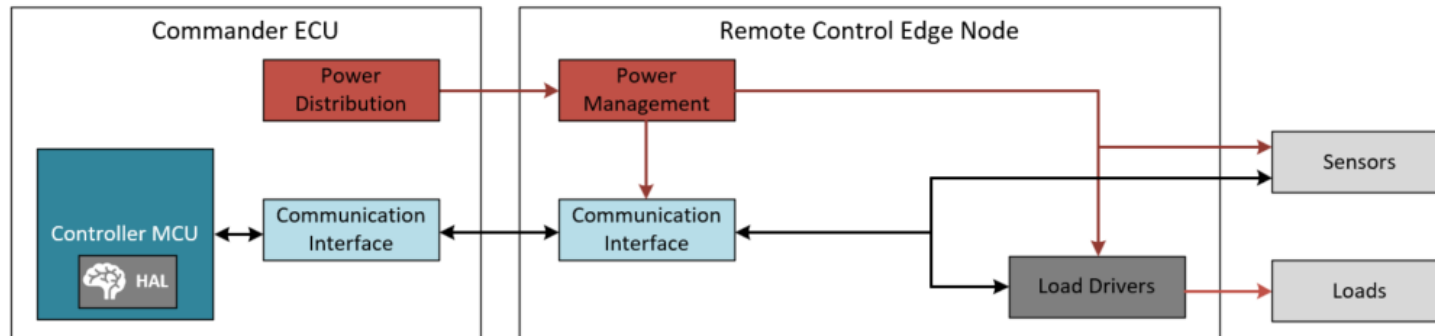 Commander ECU
Remote Control Edge Node
Power
Distribution
Power
Management
Sensors
Controller MCU
HAL
Communication
Interface
Communication
Interface
Load Drivers
Loads